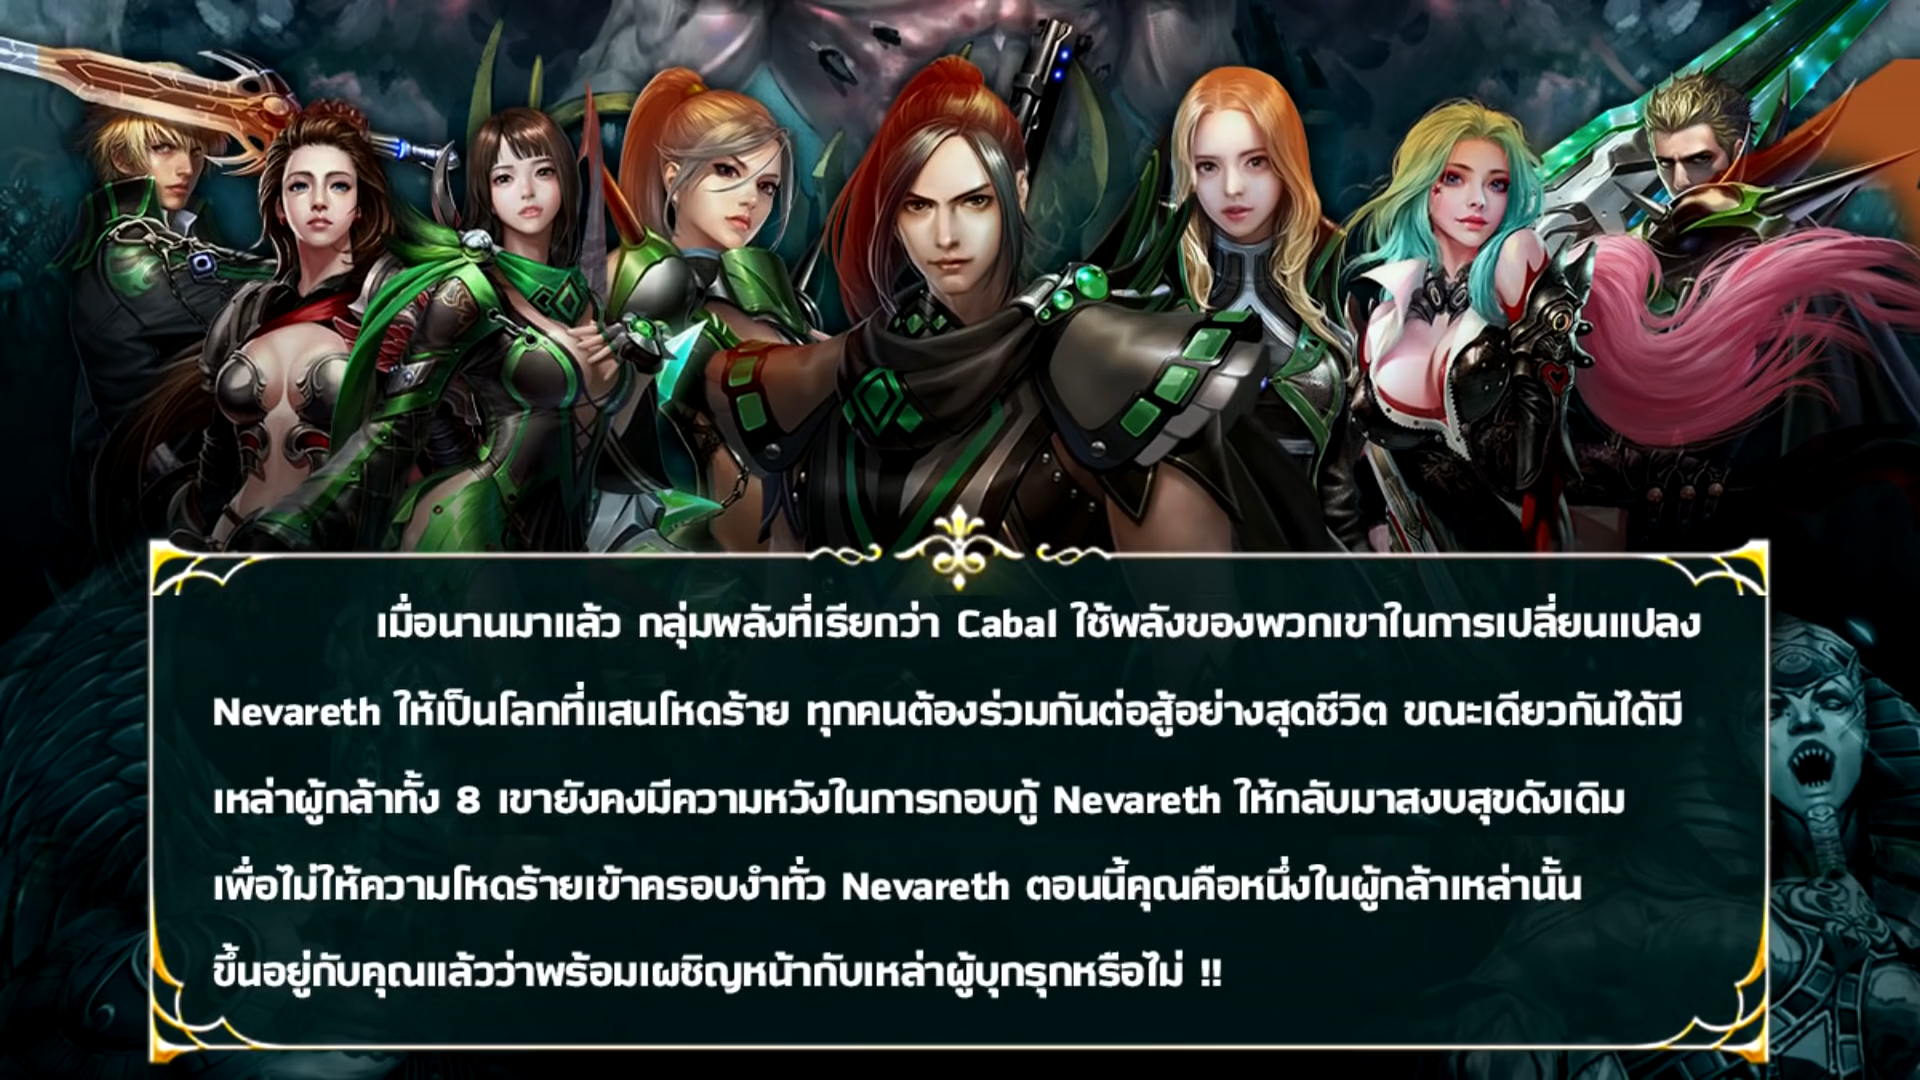 เมื่อนานมาแล้ว กลุ่มพลังที่เรียกว่า Cabal ใช้พลังของพวกเขาในการเปลี่ยนแปลง
Nevareth ให้เป็นโลกที่แสนโหดร้าย ทุกคนต้องร่วมกันต่อสู้อย่างสุดชีวิต ขณะเดียวกันได้มี
เหล่าผู้กล้าทั้ง 8 เขายังคงมีความหวังในการกอบกู้ Nevareth ให้กลับมาสงบสุขดังเดิม
เพื่อไม่ให้ความโหดร้ายเข้าครอบงำทั่ว Nevareth ตอนนี้คุณคือหนึ่งในผู้กล้าเหล่านั้น
ขึ้นอยู่กับคุณแล้วว่าพร้อมเผชิญหน้ากับเหล่าผู้บุกรุกหรือไม่ !!